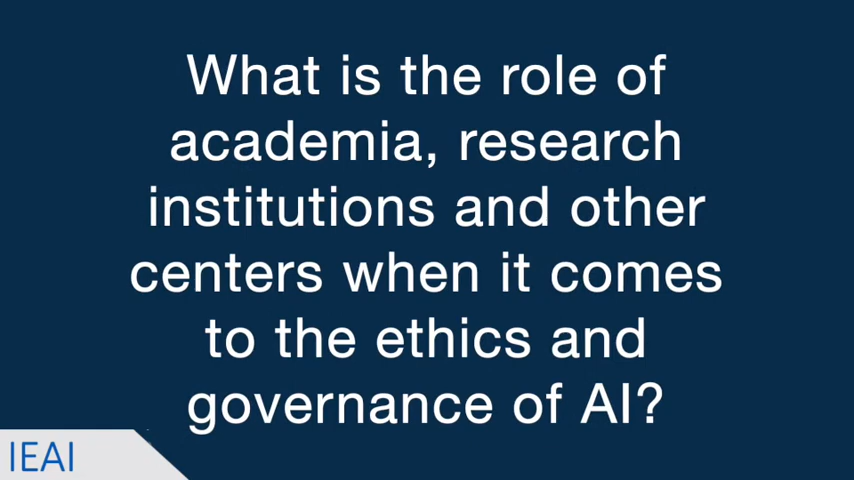 What is the role of
academia, research
institutions and other
centers when it comes
to the ethics and
governance of AI?
IEAI